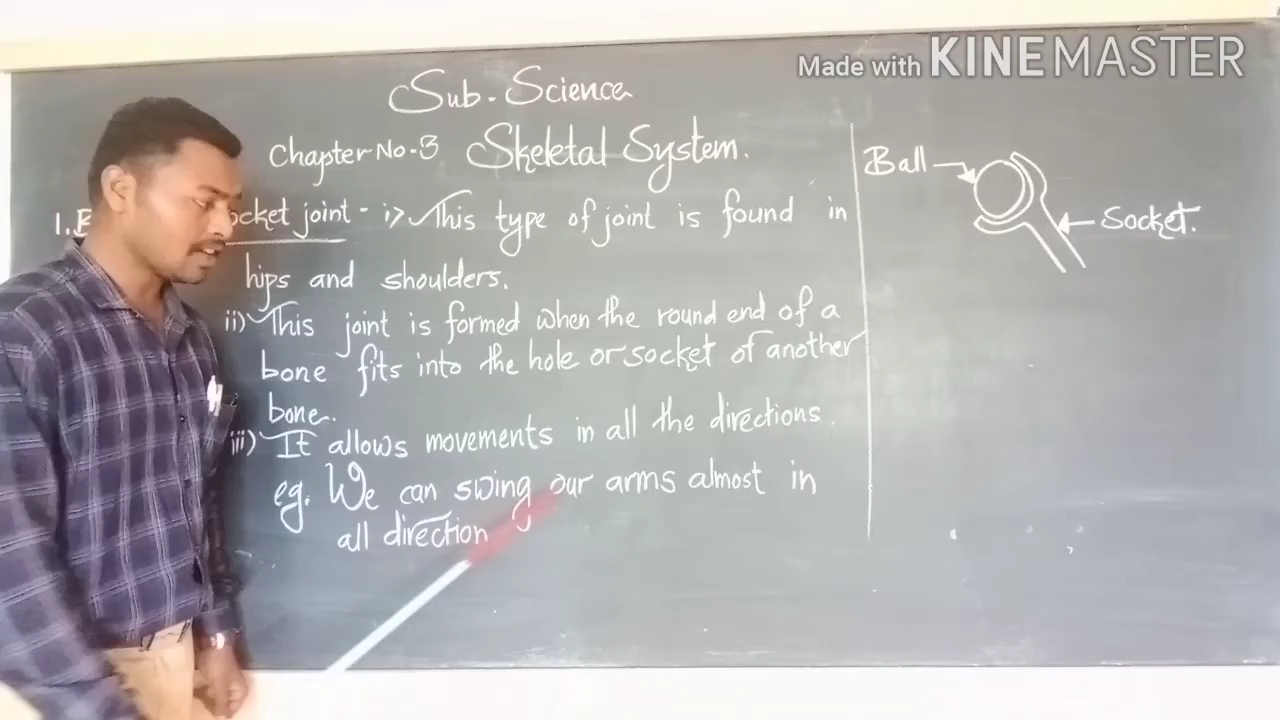 Made with KINEMASTER
Sub. Science
Chapter No. 3 Skeletal System.
1. ocket joint - i> This type of joint is found in
hips and shoulders.
ii) This joint is formed when the round end of a
bone fits into the hole or socket of another
bone.
iii) It allows movements in all the directions.
eg. We can swing our arms almost in
all direction
Ball
Socket.